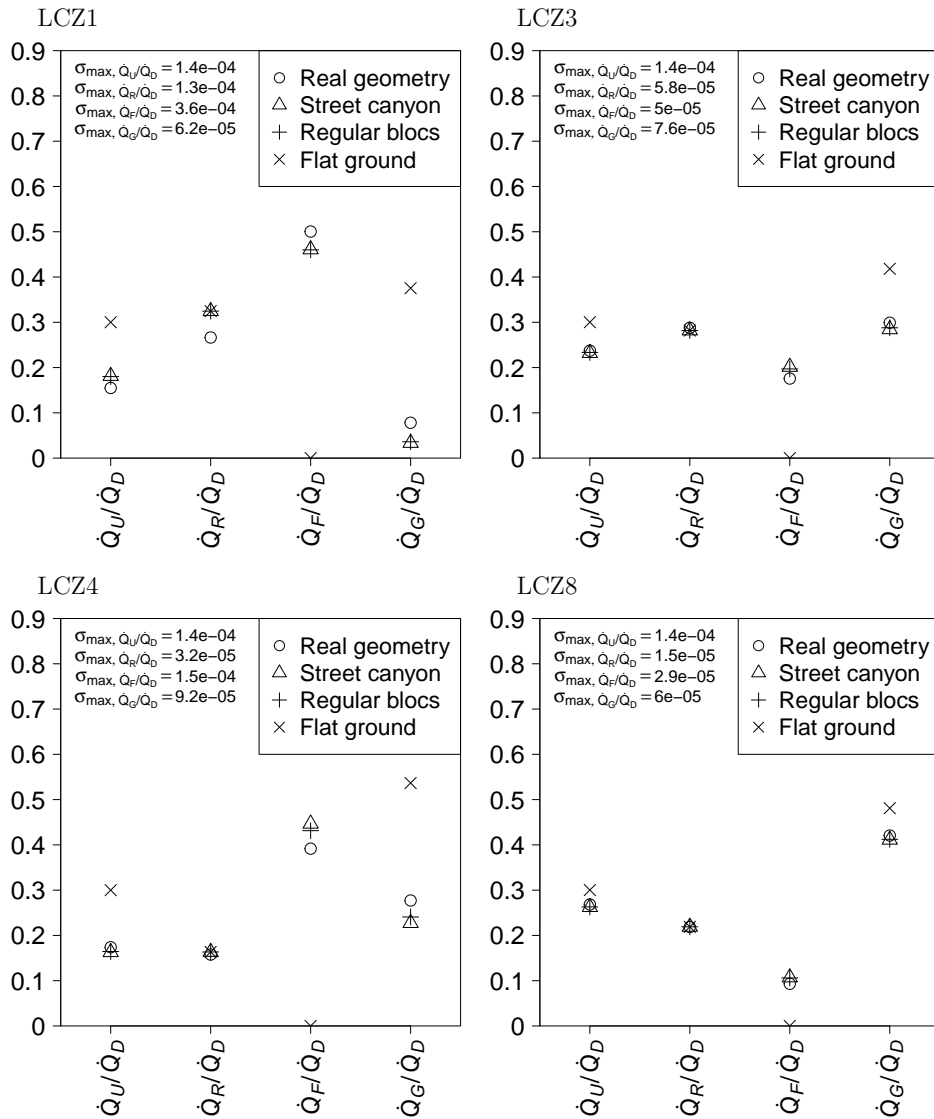 LCZ1
0.9
0.8
0.7
0.6
0.5
0.4
0.3
0.2
0.1
0
σmax, Q̇U/Q̇D = 1.4e−04
σmax, Q̇R/Q̇D = 1.3e−04
σmax, Q̇F/Q̇D = 3.6e−04
σmax, Q̇G/Q̇D = 6.2e−05
Real geometry
Street canyon
Regular blocs
Flat ground
Q̇U/Q̇D
Q̇R/Q̇D
Q̇F/Q̇D
Q̇G/Q̇D
LCZ3
0.9
0.8
0.7
0.6
0.5
0.4
0.3
0.2
0.1
0
σmax, Q̇U/Q̇D = 1.4e−04
σmax, Q̇R/Q̇D = 5.8e−05
σmax, Q̇F/Q̇D = 5e−05
σmax, Q̇G/Q̇D = 7.6e−05
Real geometry
Street canyon
Regular blocs
Flat ground
Q̇U/Q̇D
Q̇R/Q̇D
Q̇F/Q̇D
Q̇G/Q̇D
LCZ4
0.9
0.8
0.7
0.6
0.5
0.4
0.3
0.2
0.1
0
σmax, Q̇U/Q̇D = 1.4e−04
σmax, Q̇R/Q̇D = 3.2e−05
σmax, Q̇F/Q̇D = 1.5e−04
σmax, Q̇G/Q̇D = 9.2e−05
Real geometry
Street canyon
Regular blocs
Flat ground
Q̇U/Q̇D
Q̇R/Q̇D
Q̇F/Q̇D
Q̇G/Q̇D
LCZ8
0.9
0.8
0.7
0.6
0.5
0.4
0.3
0.2
0.1
0
σmax, Q̇U/Q̇D = 1.4e−04
σmax, Q̇R/Q̇D = 1.5e−05
σmax, Q̇F/Q̇D = 2.9e−05
σmax, Q̇G/Q̇D = 6e−05
Real geometry
Street canyon
Regular blocs
Flat ground
Q̇U/Q̇D
Q̇R/Q̇D
Q̇F/Q̇D
Q̇G/Q̇D